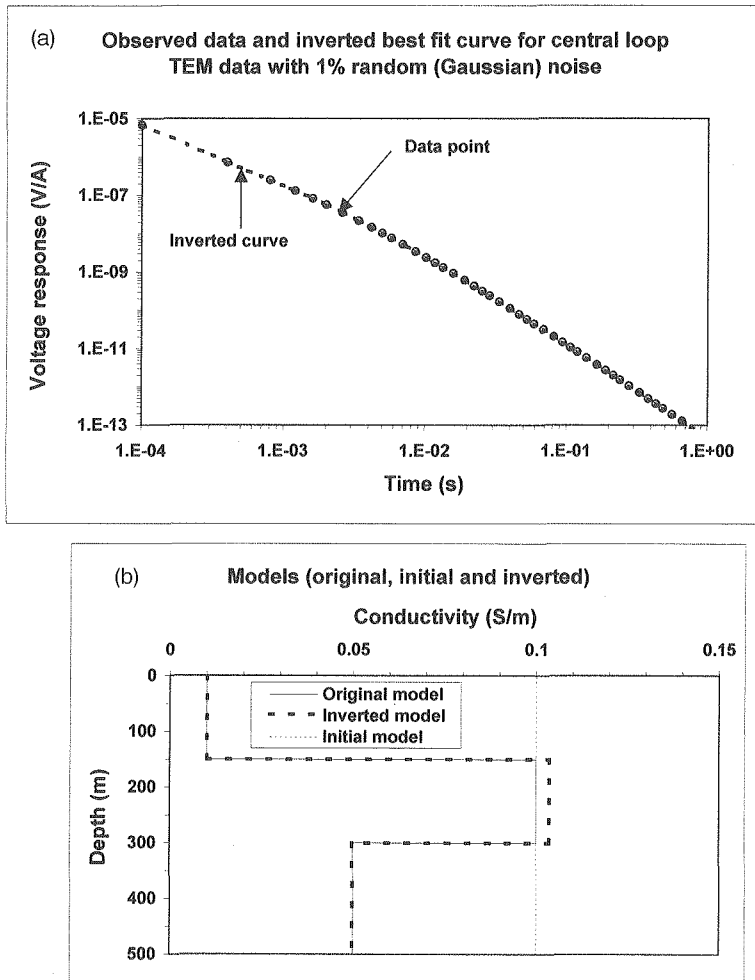 (a) Observed data and inverted best fit curve for central loop
TEM data with 1% random (Gaussian) noise
1.E-05
1.E-07
1.E-09
1.E-11
1.E-13
Voltage response (V/A)
Data point
Inverted curve
1.E-04 1.E-03 1.E-02 1.E-01 1.E+00
Time (s)
(b) Models (original, initial and inverted)
Conductivity (S/m)
0 0.05 0.1 0.15
0
100
200
300
400
500
Depth (m)
Original model
Inverted model
Initial model